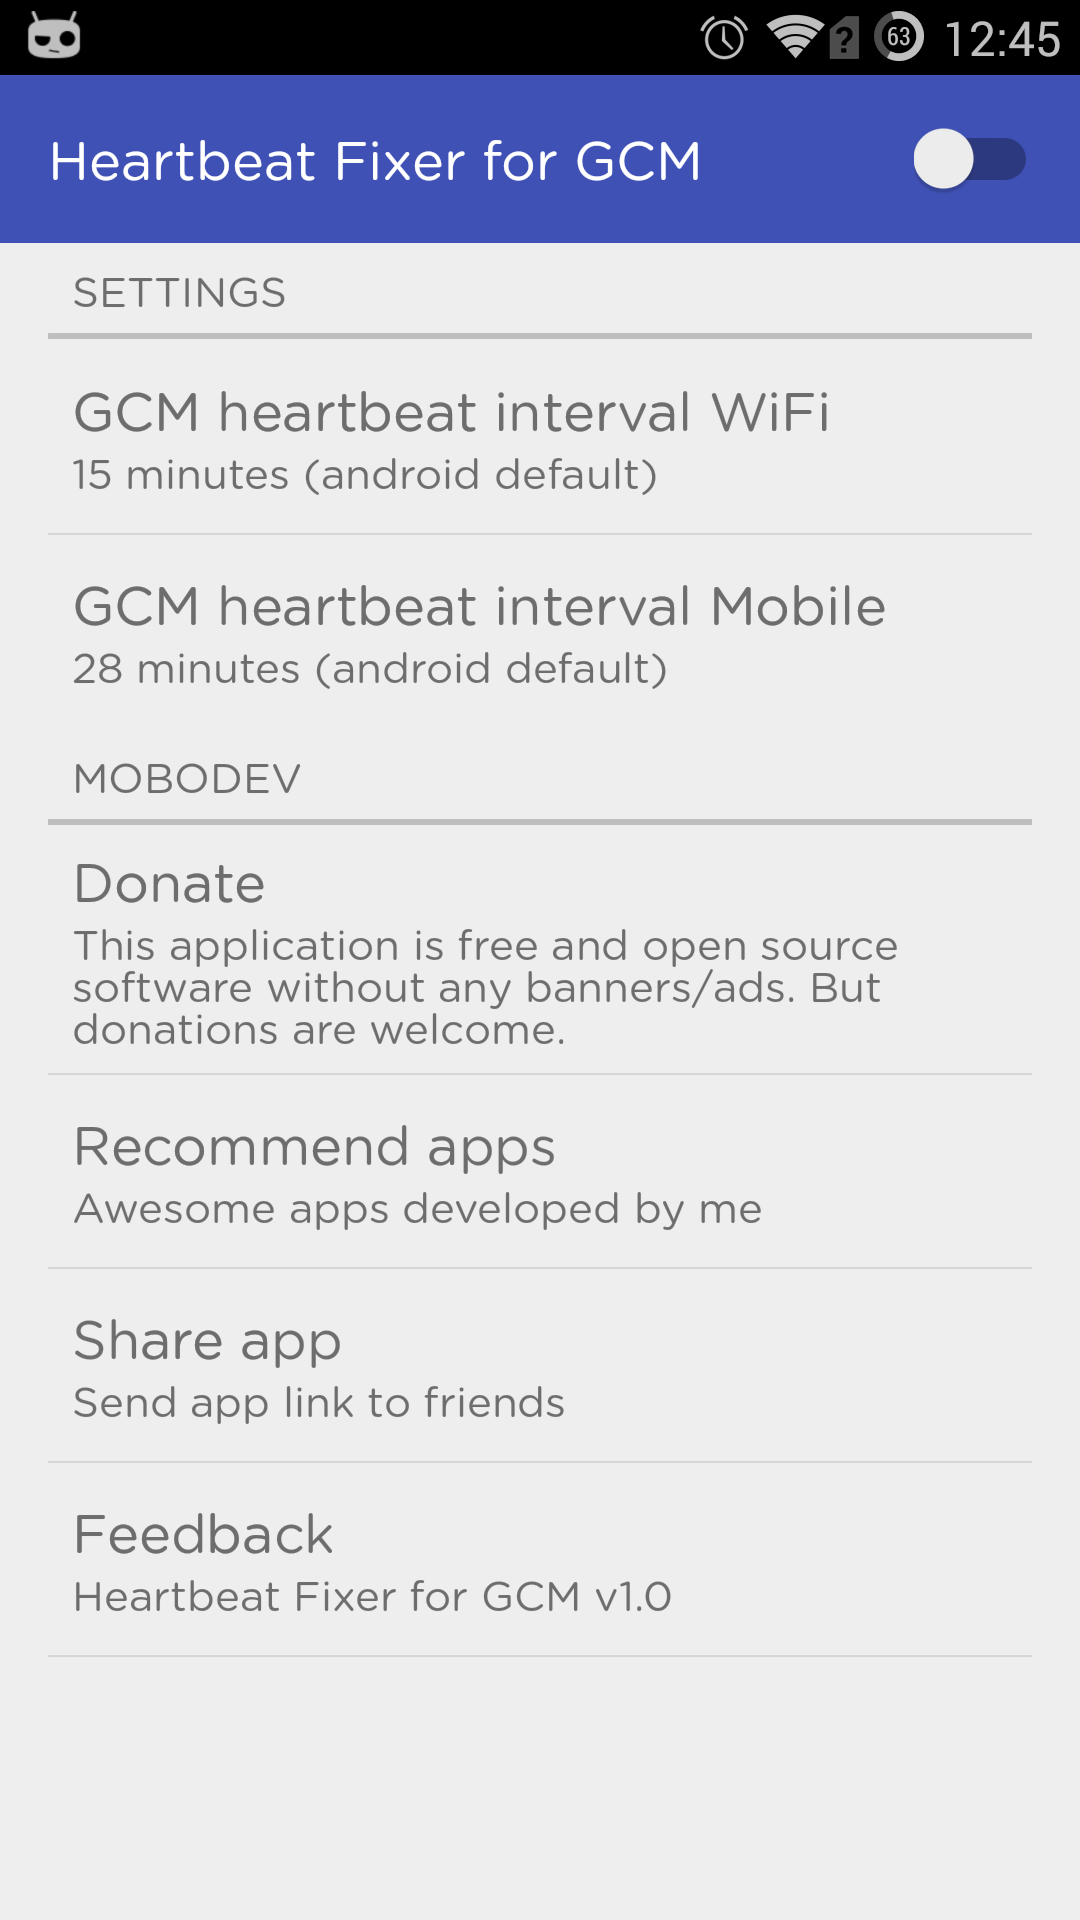 ? 63 12:45
Heartbeat Fixer for GCM
SETTINGS
GCM heartbeat interval WiFi
15 minutes (android default)
GCM heartbeat interval Mobile
28 minutes (android default)
MOBODEV
Donate
This application is free and open source
software without any banners/ads. But
donations are welcome.
Recommend apps
Awesome apps developed by me
Share app
Send app link to friends
Feedback
Heartbeat Fixer for GCM v1.0